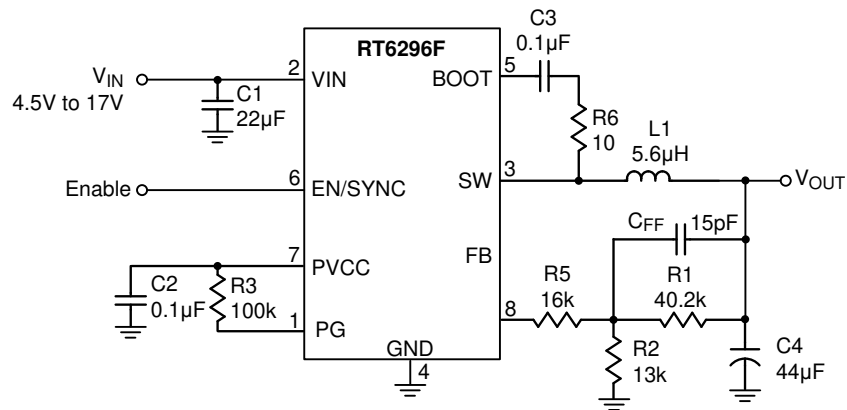 RT6296F
V_IN
4.5V to 17V
2
VIN
C1
22µF
BOOT
5
C3
0.1µF
R6
10
L1
5.6µH
Enable
6
EN/SYNC
SW
3
V_OUT
C_FF
15pF
7
PVCC
FB
C2
0.1µF
R3
100k
R5
16k
R1
40.2k
1
PG
8
GND
4
R2
13k
C4
44µF